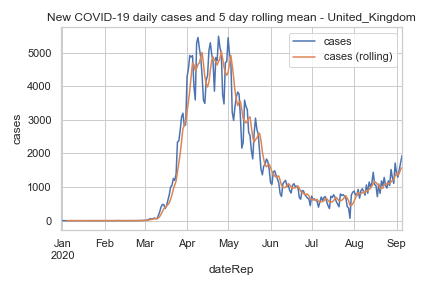 New COVID-19 daily cases and 5 day rolling mean - United_Kingdom
cases
cases (rolling)
5000
4000
3000
2000
1000
0
cases
Jan Feb Mar Apr May Jun Jul Aug Sep
2020
dateRep